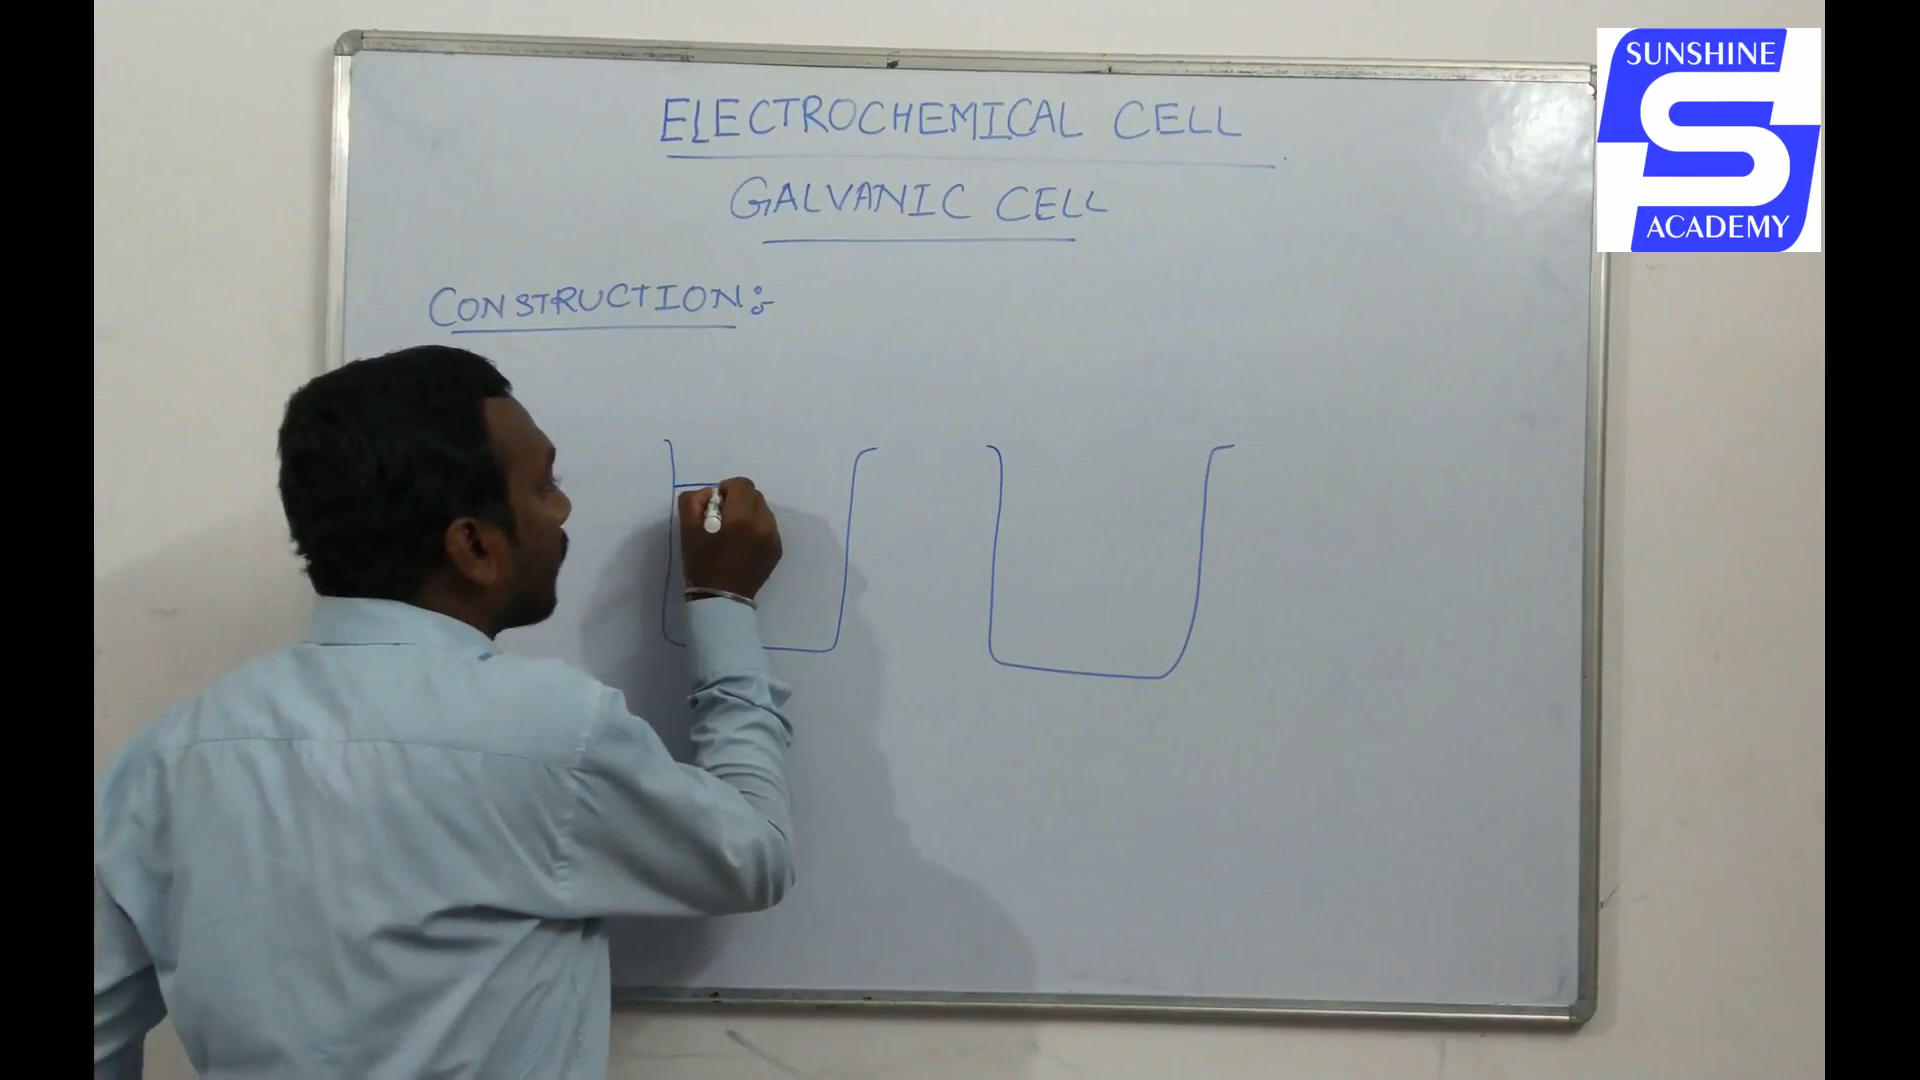 ELECTROCHEMICAL CELL
GALVANIC CELL
CONSTRUCTION:-
SUNSHINE
S
ACADEMY